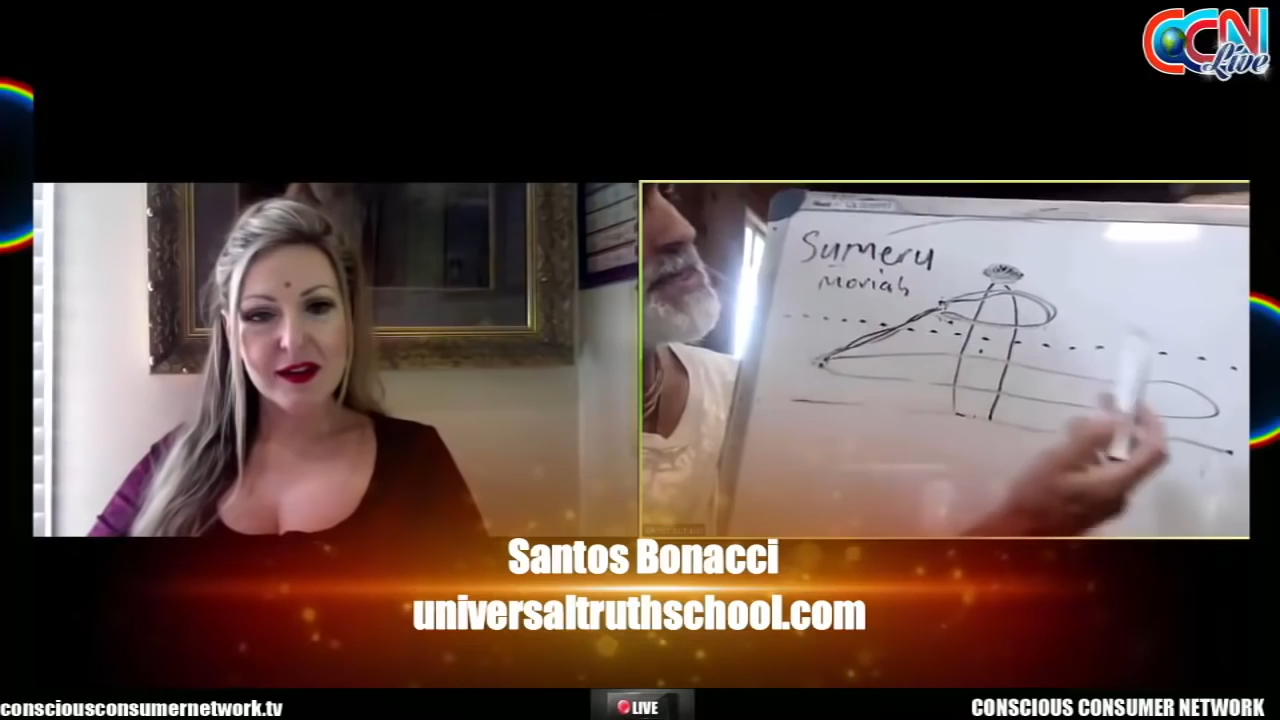 CCN
Live
Sumeru
Moriah
Santos Bonacci
universaltruthschool.com
consciousconsumernetwork.tv
LIVE
CONSCIOUS CONSUMER NETWORK